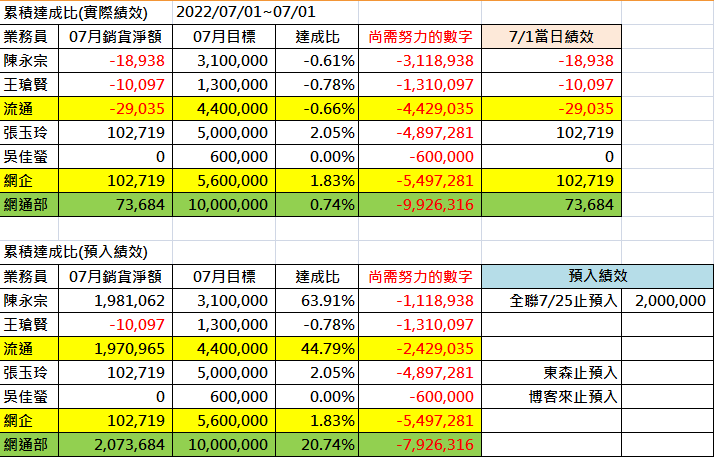 累積達成比(實際績效) 2022/07/01~07/01
業務員 07月銷貨淨額 07月目標 達成比 尚需努力的數字 7/1當日績效
陳永宗 -18,938 3,100,000 -0.61% -3,118,938 -18,938
王瑲賢 -10,097 1,300,000 -0.78% -1,310,097 -10,097
流通 -29,035 4,400,000 -0.66% -4,429,035 -29,035
張玉玲 102,719 5,000,000 2.05% -4,897,281 102,719
吳佳螢 0 600,000 0.00% -600,000 0
網企 102,719 5,600,000 1.83% -5,497,281 102,719
網通部 73,684 10,000,000 0.74% -9,926,316 73,684
累積達成比(預入績效)
業務員 07月銷貨淨額 07月目標 達成比 尚需努力的數字 預入績效
陳永宗 1,981,062 3,100,000 63.91% -1,118,938 全聯7/25止預入 2,000,000
王瑲賢 -10,097 1,300,000 -0.78% -1,310,097
流通 1,970,965 4,400,000 44.79% -2,429,035
張玉玲 102,719 5,000,000 2.05% -4,897,281 東森止預入
吳佳螢 0 600,000 0.00% -600,000 博客來止預入
網企 102,719 5,600,000 1.83% -5,497,281
網通部 2,073,684 10,000,000 20.74% -7,926,316